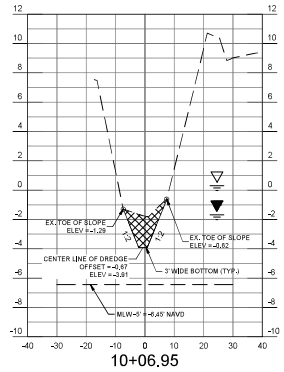 12 12
10 10
8 8
6 6
4 4
2 2
0 0
-2 -2
-4 -4
-6 -6
-8 -8
-10 -10
EX. TOE OF SLOPE
ELEV =-1.29
1:2
1:2
EX. TOE OF SLOPE
ELEV =-0.62
CENTER LINE OF DREDGE
OFFSET =-0.67
ELEV =-3.91
3' WIDE BOTTOM (TYP.)
MLW-5' = -6.45' NAVD
-40 -30 -20 -10 0 10 20 30 40
10+06.95